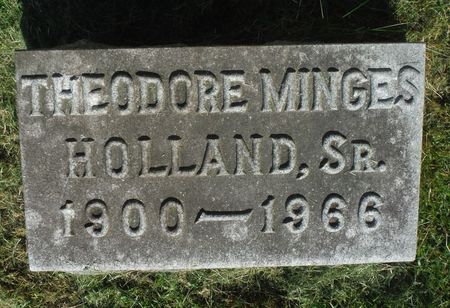 THEODORE MINGES
HOLLAND, SR.
1900—1966